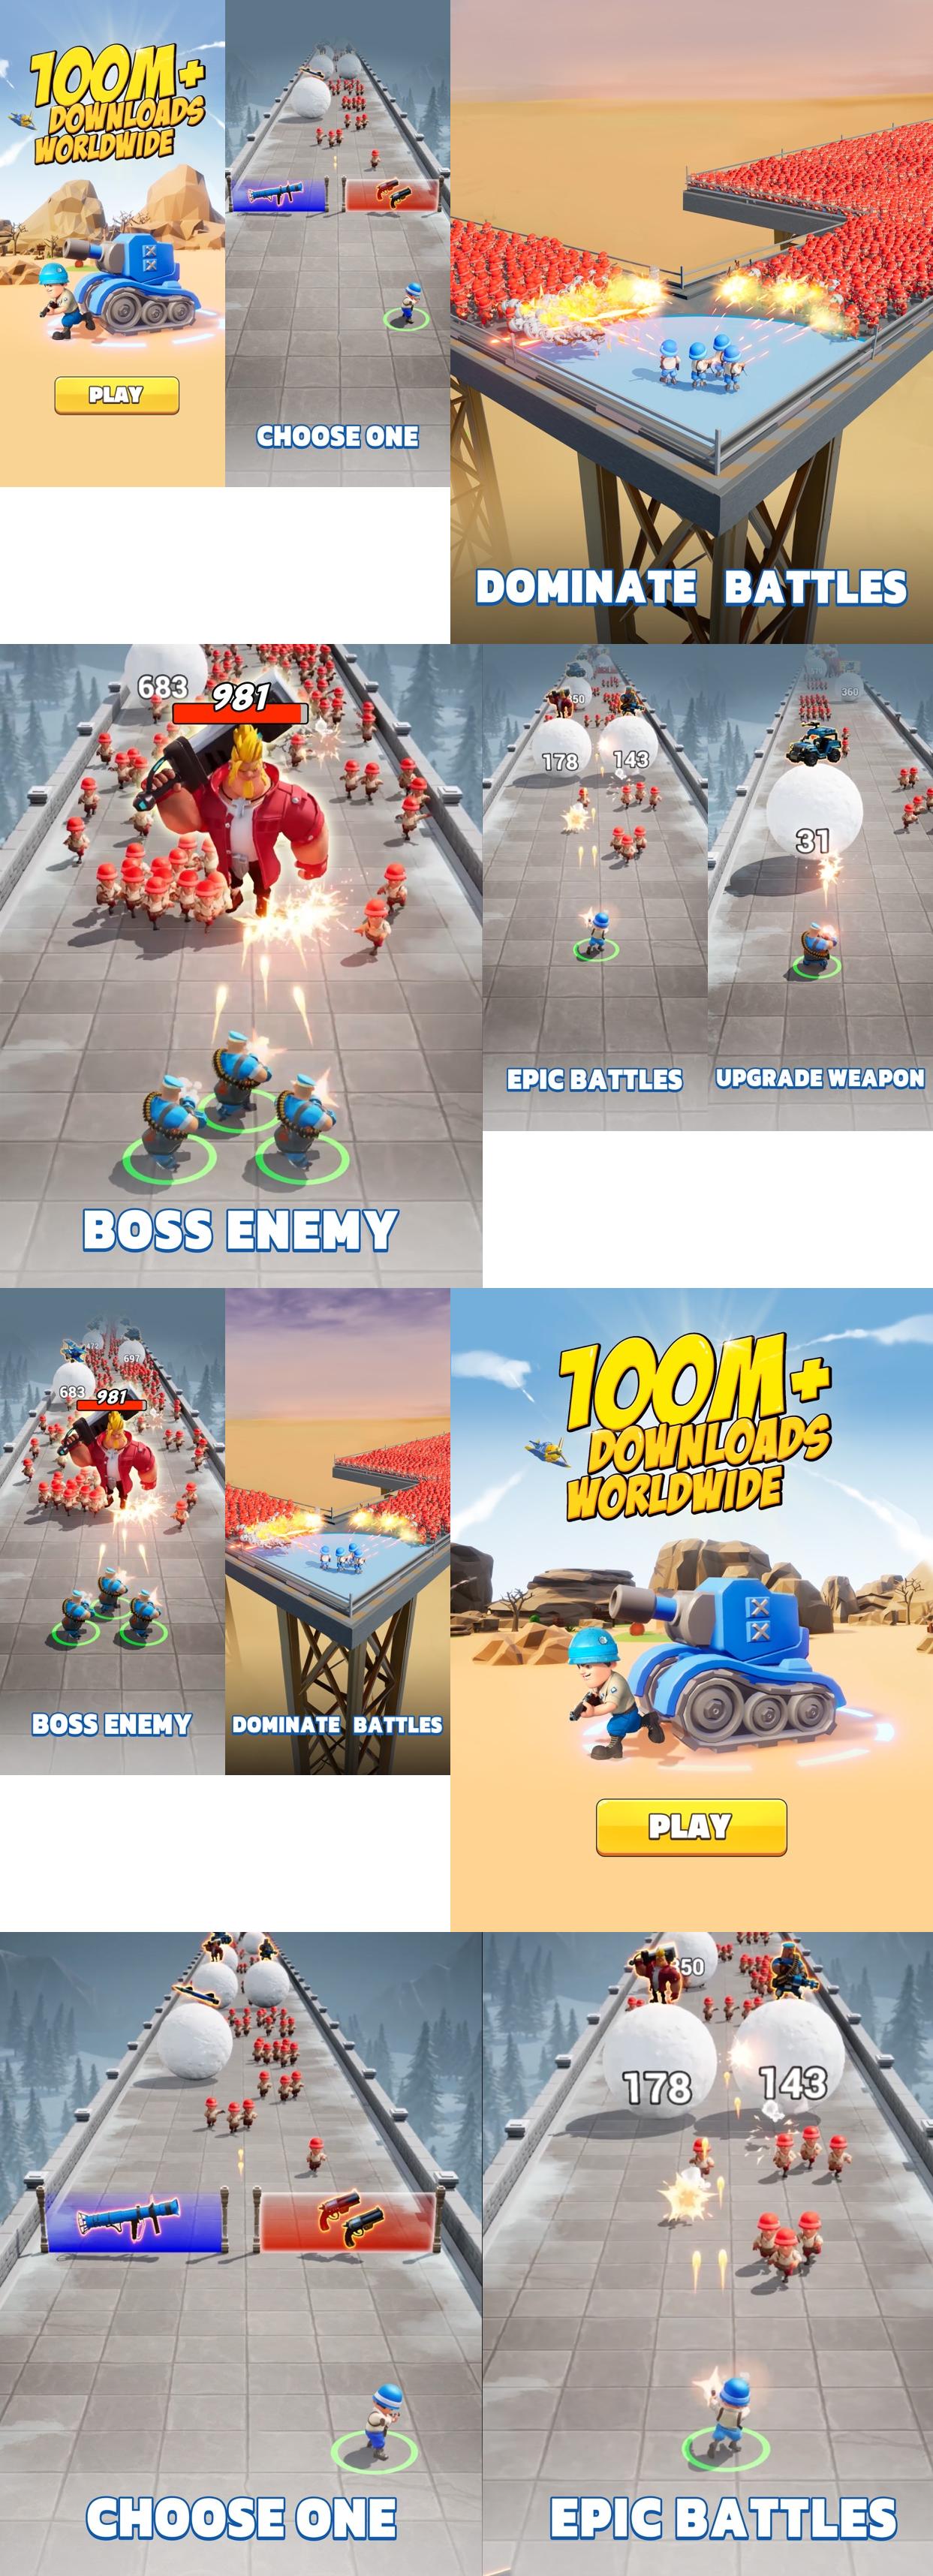 100M+
DOWNLOADS
WORLDWIDE
PLAY
CHOOSE ONE
DOMINATE BATTLES
683
981
BOSS ENEMY
50
178
143
EPIC BATTLES
360
31
UPGRADE WEAPON
697
683
981
BOSS ENEMY
DOMINATE BATTLES
100M+
DOWNLOADS
WORLDWIDE
PLAY
CHOOSE ONE
350
178
143
EPIC BATTLES